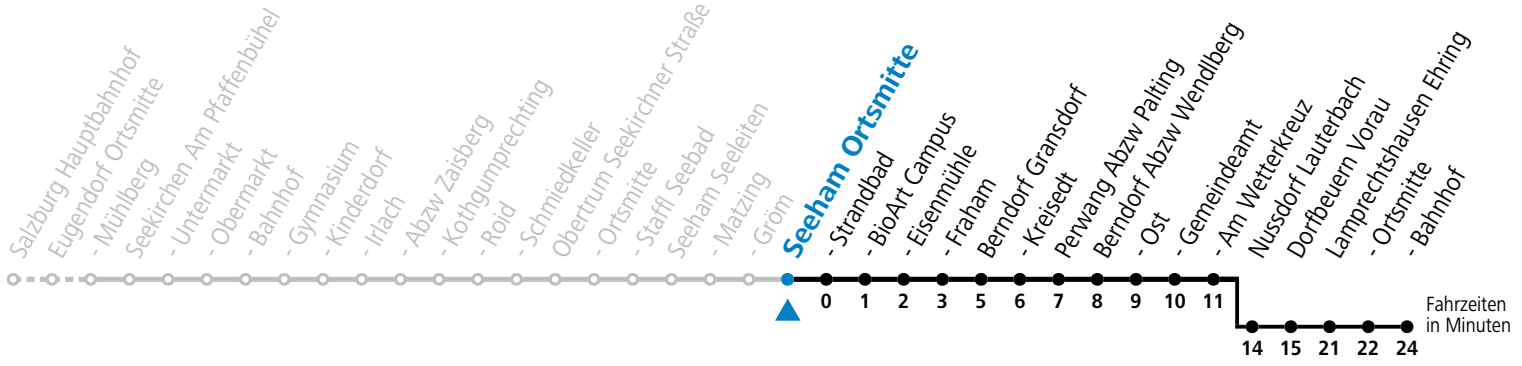 Salzburg Hauptbahnhof
Eugendorf Ortsmitte
- Mühlberg
Seekirchen Am Pfaffenbühel
- Untermarkt
- Obermarkt
- Bahnhof
- Gymnasium
- Kinderdorf
- Irlach
- Abzw Zaisberg
- Kothgumprechting
- Roid
- Schmiedkeller
Obertrum Seekirchner Straße
- Ortsmitte
- Staffl Seebad
Seeham Seeleiten
- Matzing
- Gröm
Seeham Ortsmitte
- Strandbad
- BioArt Campus
- Eisenmühle
- Fraham
Berndorf Gransdorf
- Kreisedt
Perwang Abzw Palting
Berndorf Abzw Wendlberg
- Ost
- Gemeindeamt
- Am Wetterkreuz
Nussdorf Lauterbach
Dorfbeuern Vorau
Lamprechtshausen Ehring
- Ortsmitte
- Bahnhof
0 1 2 3 5 6 7 8 9 10 11
Fahrzeiten
in Minuten
14 15 21 22 24